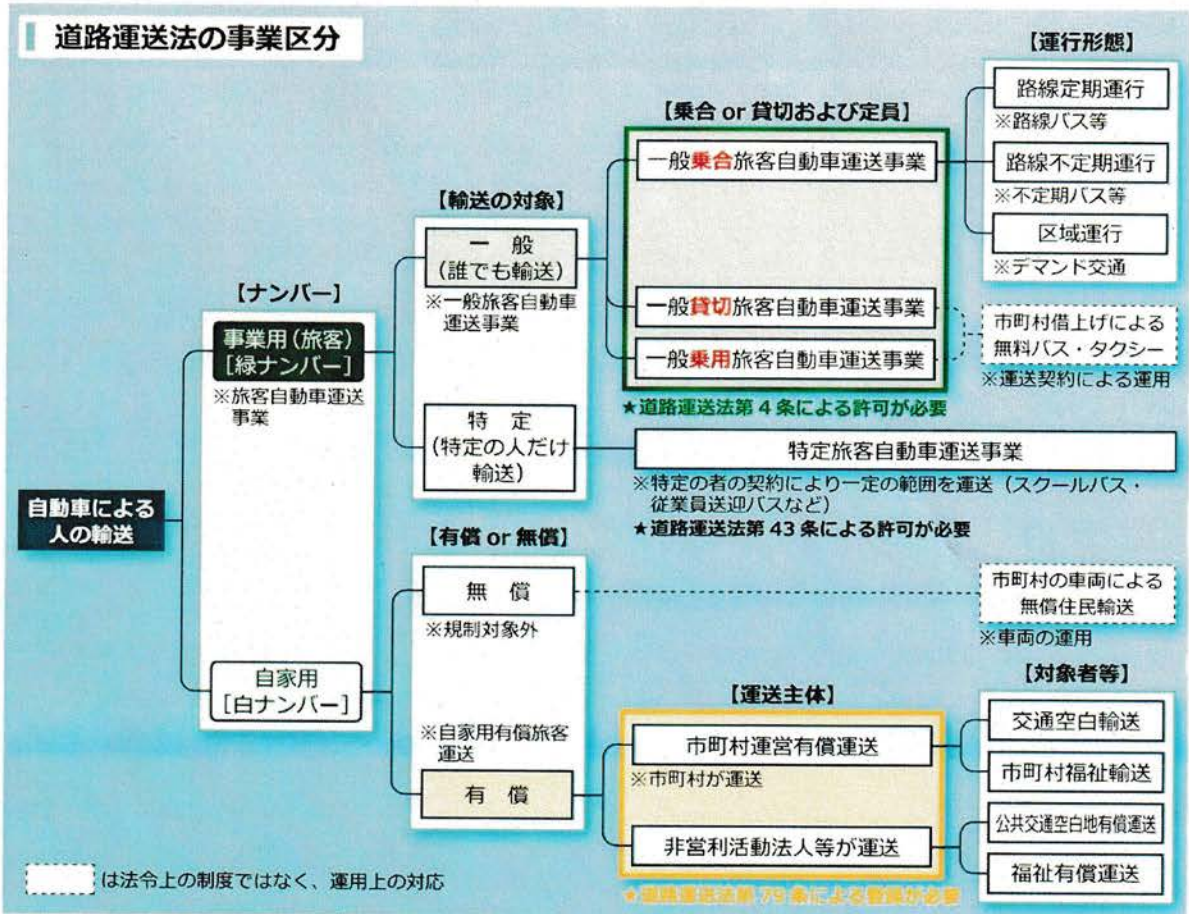 道路運送法の事業区分
自動車による
人の輸送
【ナンバー】
事業用(旅客)
[緑ナンバー]
※旅客自動車運送
事業
自家用
[白ナンバー]
【輸送の対象】
一 般
(誰でも輸送)
※一般旅客自動車
運送事業
特 定
(特定の人だけ
輸送)
【乗合 or 貸切および定員】
一般乗合旅客自動車運送事業
一般貸切旅客自動車運送事業
一般乗用旅客自動車運送事業
★道路運送法第 4 条による許可が必要
【運行形態】
路線定期運行
※路線バス等
路線不定期運行
※不定期バス等
区域運行
※デマンド交通
市町村借上げによる
無料バス・タクシー
※運送契約による運用
特定旅客自動車運送事業
※特定の者の契約により一定の範囲を運送(スクールバス・
従業員送迎バスなど)
★道路運送法第 43 条による許可が必要
【有償 or 無償】
無 償
※規制対象外
※自家用有償旅客
運送
有 償
市町村の車両による
無償住民輸送
※車両の運用
【運送主体】
市町村運営有償運送
※市町村が運送
非営利活動法人等が運送
★道路運送法第 79 条による登録が必要
【対象者等】
交通空白輸送
市町村福祉輸送
公共交通空白地有償運送
福祉有償運送
は法令上の制度ではなく、運用上の対応